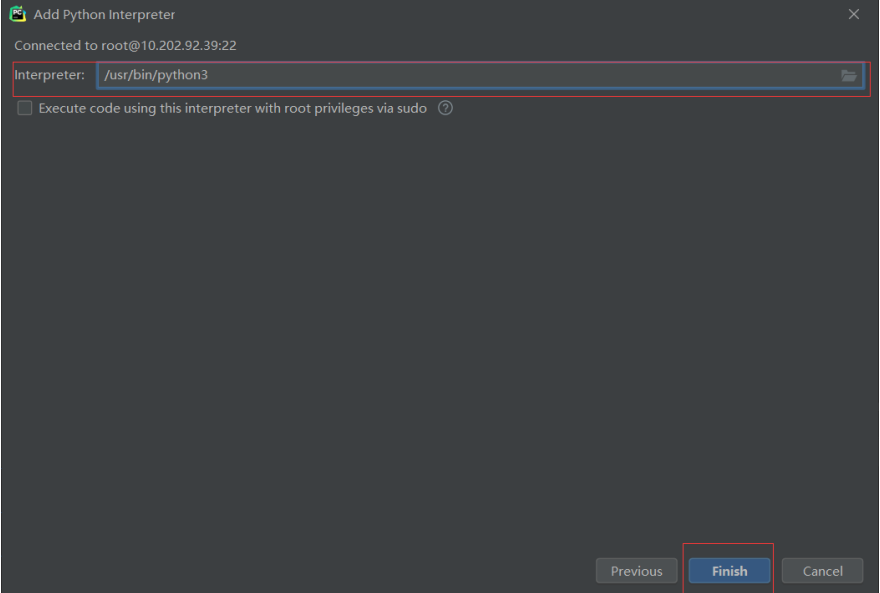 PC Add Python Interpreter
Connected to root@10.202.92.39:22
Interpreter: /usr/bin/python3
Execute code using this interpreter with root privileges via sudo ?
Previous Finish Cancel